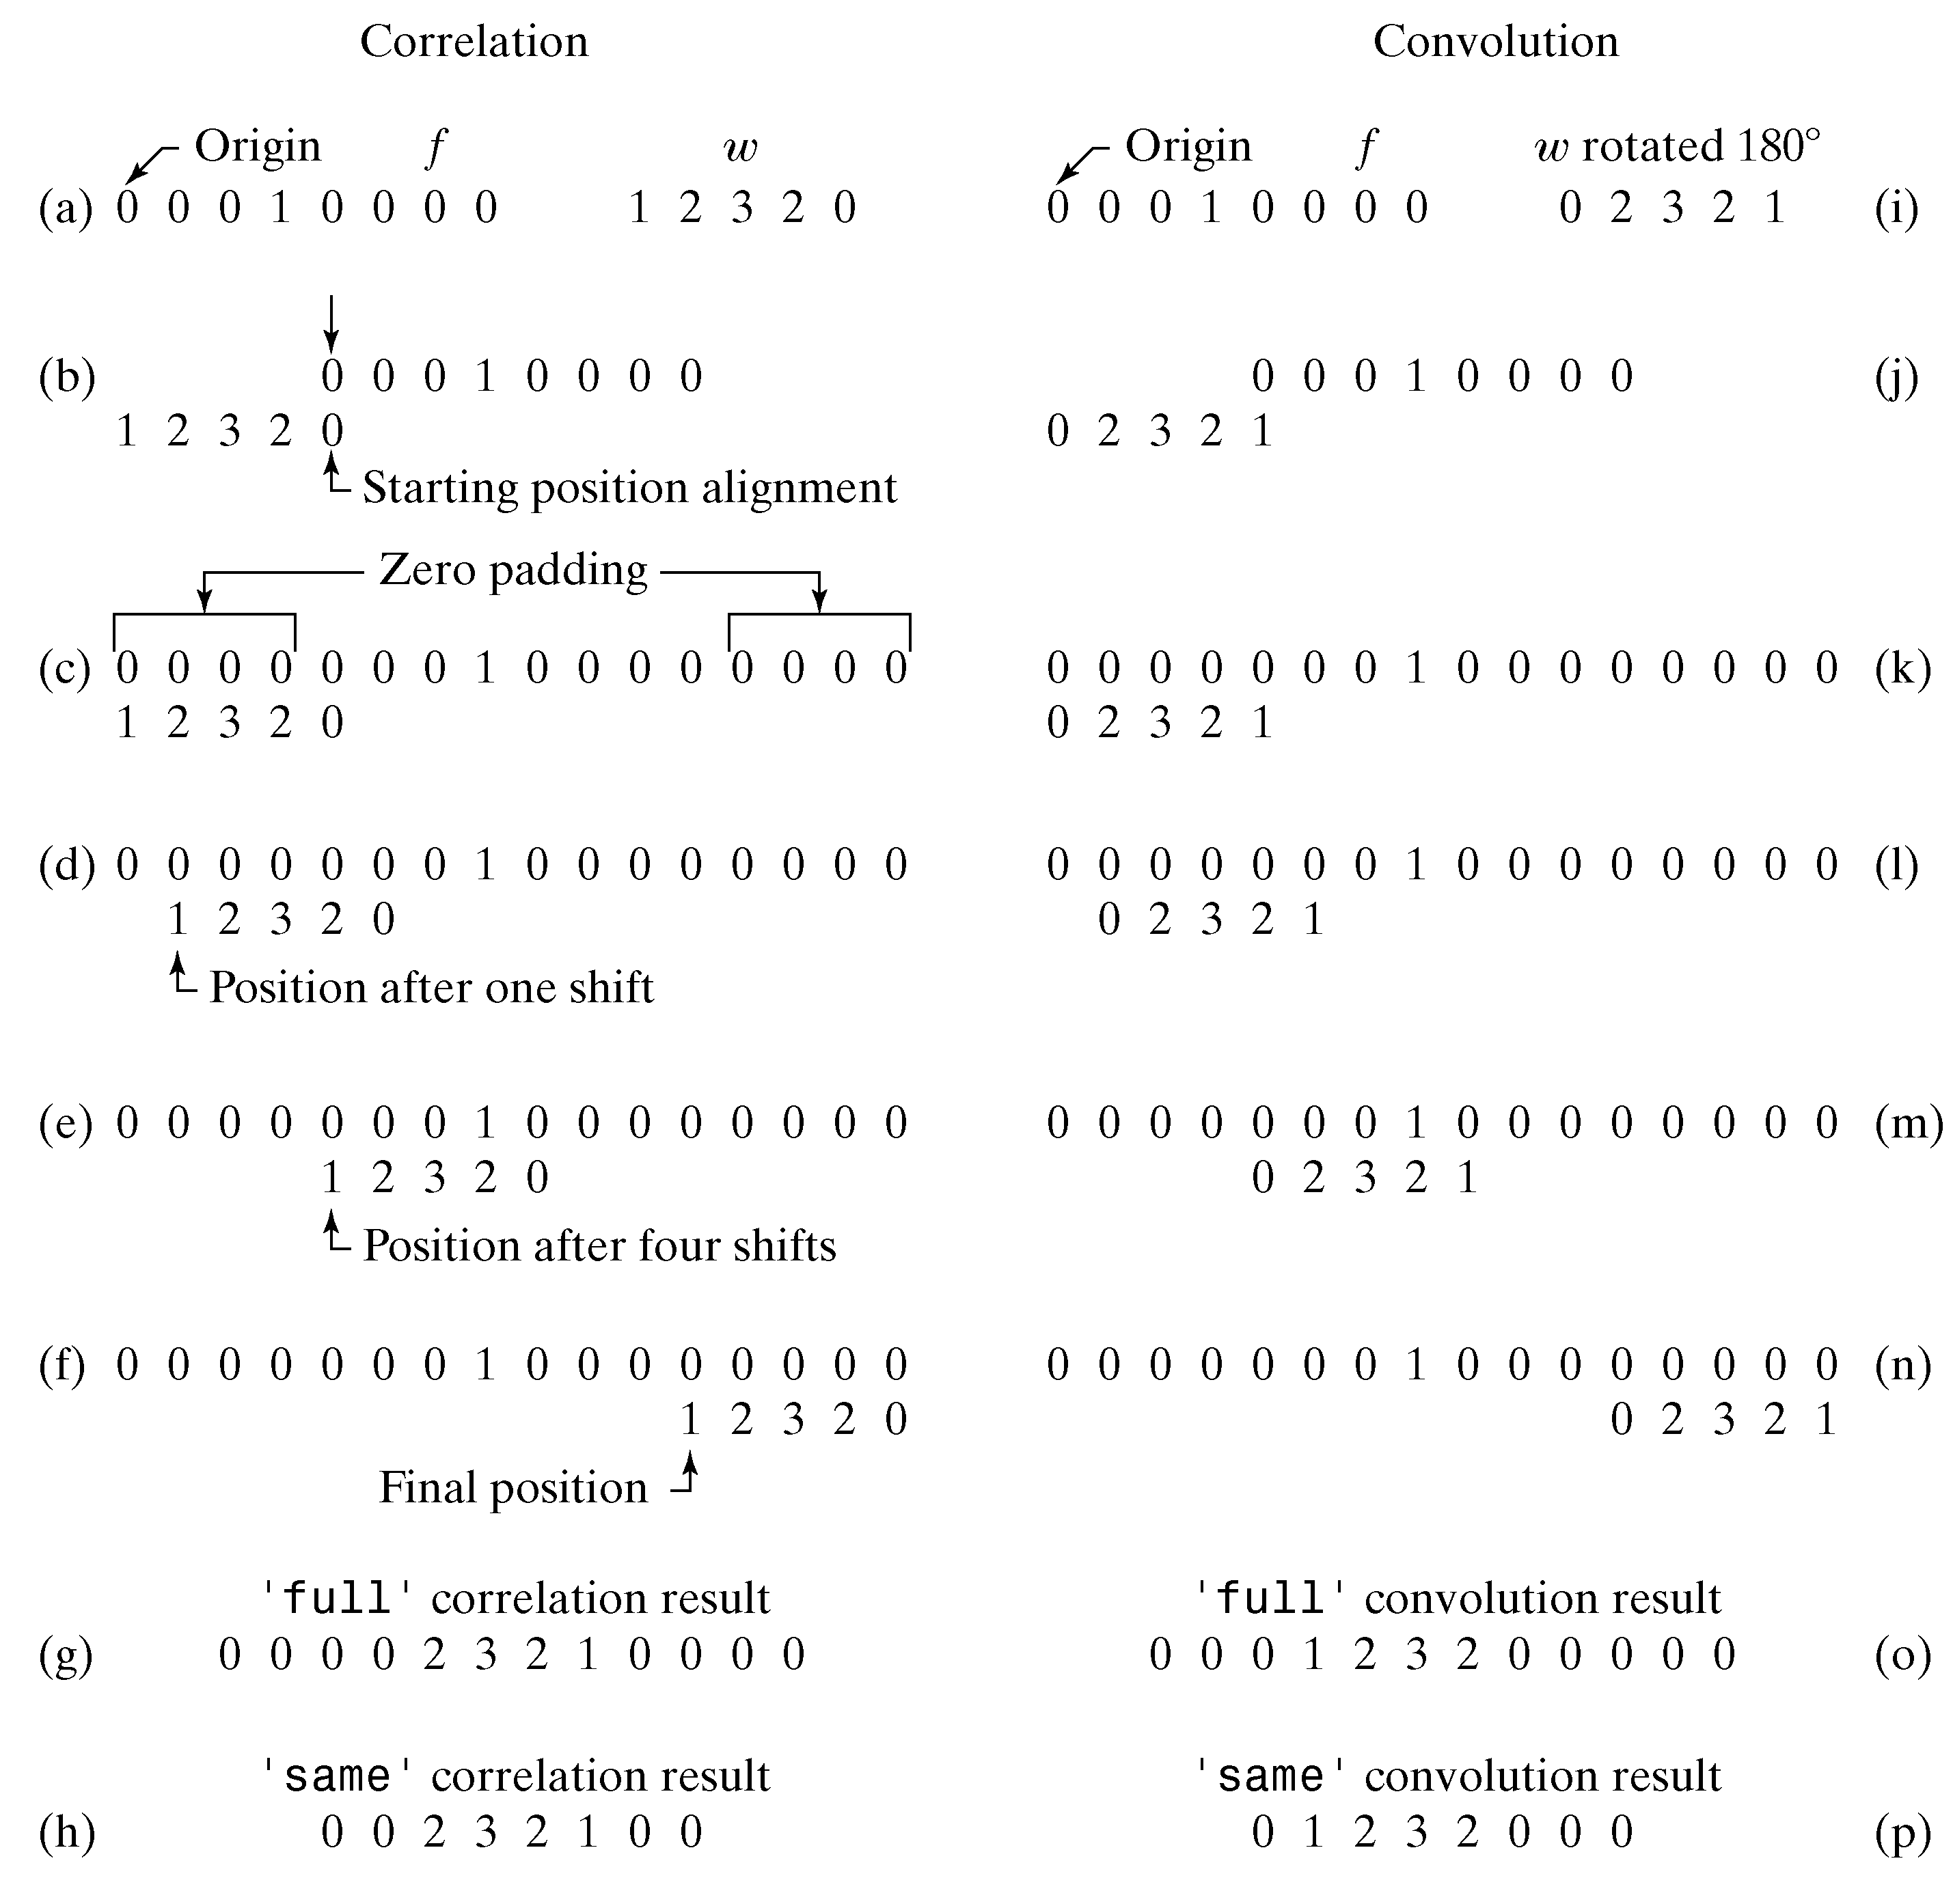 Correlation
Convolution
Origin f w
(a) 0 0 0 1 0 0 0 0 1 2 3 2 0
Origin f w rotated 180°
0 0 0 1 0 0 0 0 0 2 3 2 1 (i)
(b) 0 0 0 1 0 0 0 0
1 2 3 2 0
Starting position alignment
0 0 0 1 0 0 0 0 (j)
0 2 3 2 1
Zero padding
(c) 0 0 0 0 0 0 0 1 0 0 0 0 0 0 0 0
1 2 3 2 0
0 0 0 0 0 0 0 1 0 0 0 0 0 0 0 0 (k)
0 2 3 2 1
(d) 0 0 0 0 0 0 0 1 0 0 0 0 0 0 0 0
1 2 3 2 0
Position after one shift
0 0 0 0 0 0 0 1 0 0 0 0 0 0 0 0 (l)
0 2 3 2 1
(e) 0 0 0 0 0 0 0 1 0 0 0 0 0 0 0 0
1 2 3 2 0
Position after four shifts
0 0 0 0 0 0 0 1 0 0 0 0 0 0 0 0 (m)
0 2 3 2 1
(f) 0 0 0 0 0 0 0 1 0 0 0 0 0 0 0 0
1 2 3 2 0
Final position
0 0 0 0 0 0 0 1 0 0 0 0 0 0 0 0 (n)
0 2 3 2 1
'full' correlation result
(g) 0 0 0 0 2 3 2 1 0 0 0 0
'full' convolution result
0 0 0 1 2 3 2 0 0 0 0 0 (o)
'same' correlation result
(h) 0 0 2 3 2 1 0 0
'same' convolution result
0 1 2 3 2 0 0 0 (p)